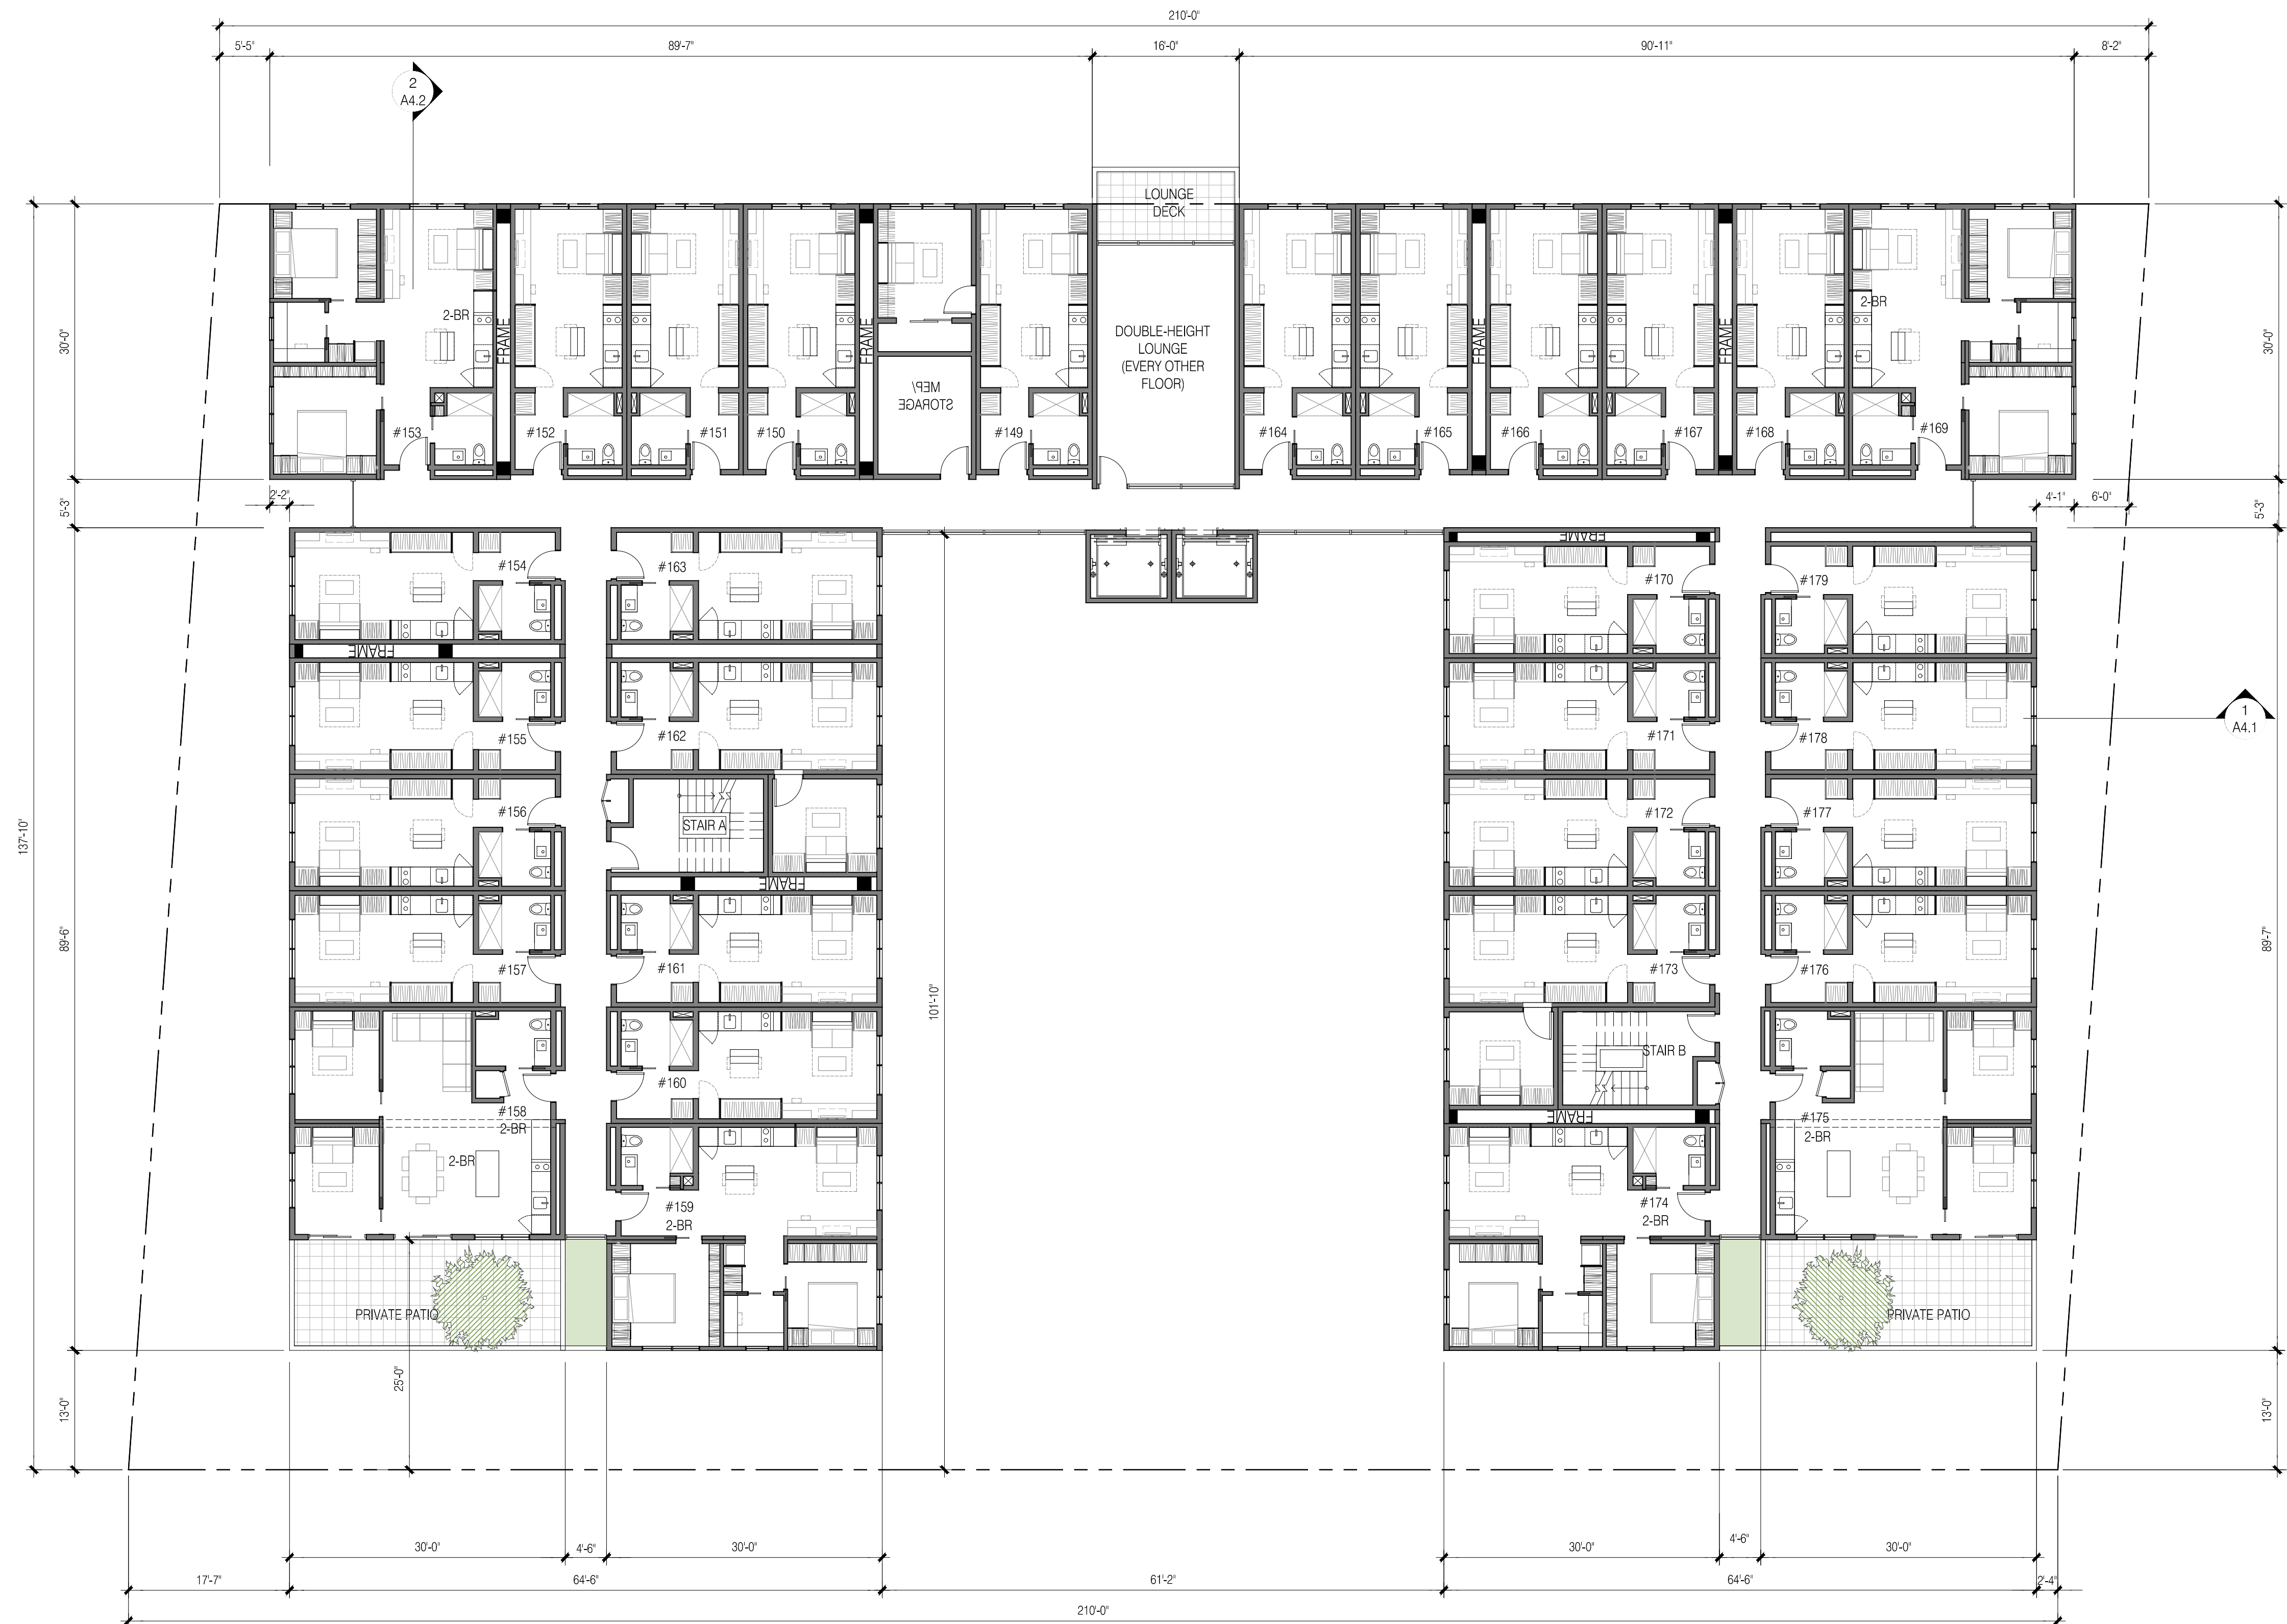 210'-0"
5'-5"
89'-7"
16'-0"
90'-11"
8'-2"
2
A4.2
LOUNGE
DECK
2-BR
FRAME
FRAME
DOUBLE-HEIGHT
LOUNGE
(EVERY OTHER
FLOOR)
FRAME
FRAME
2-BR
MEP/
STORAGE
#153
#152
#151
#150
#149
#164
#165
#166
#167
#168
#169
30'-0"
30'-0"
5'-3"
2'-2"
4'-1"
6'-0"
5'-3"
#154
#163
FRAME
#170
#179
FRAME
#155
#162
#171
#178
1
A4.1
#156
STAIR A
#172
#177
137'-10"
FRAME
89'-6"
#157
#161
101'-10"
#173
#176
89'-7"
#160
STAIR B
#158
2-BR
FRAME
#175
2-BR
2-BR
#159
2-BR
#174
2-BR
PRIVATE PATIO
PRIVATE PATIO
25'-0"
13'-0"
13'-0"
30'-0"
4'-6"
30'-0"
30'-0"
4'-6"
30'-0"
17'-7"
64'-6"
61'-2"
64'-6"
2'-4"
210'-0"